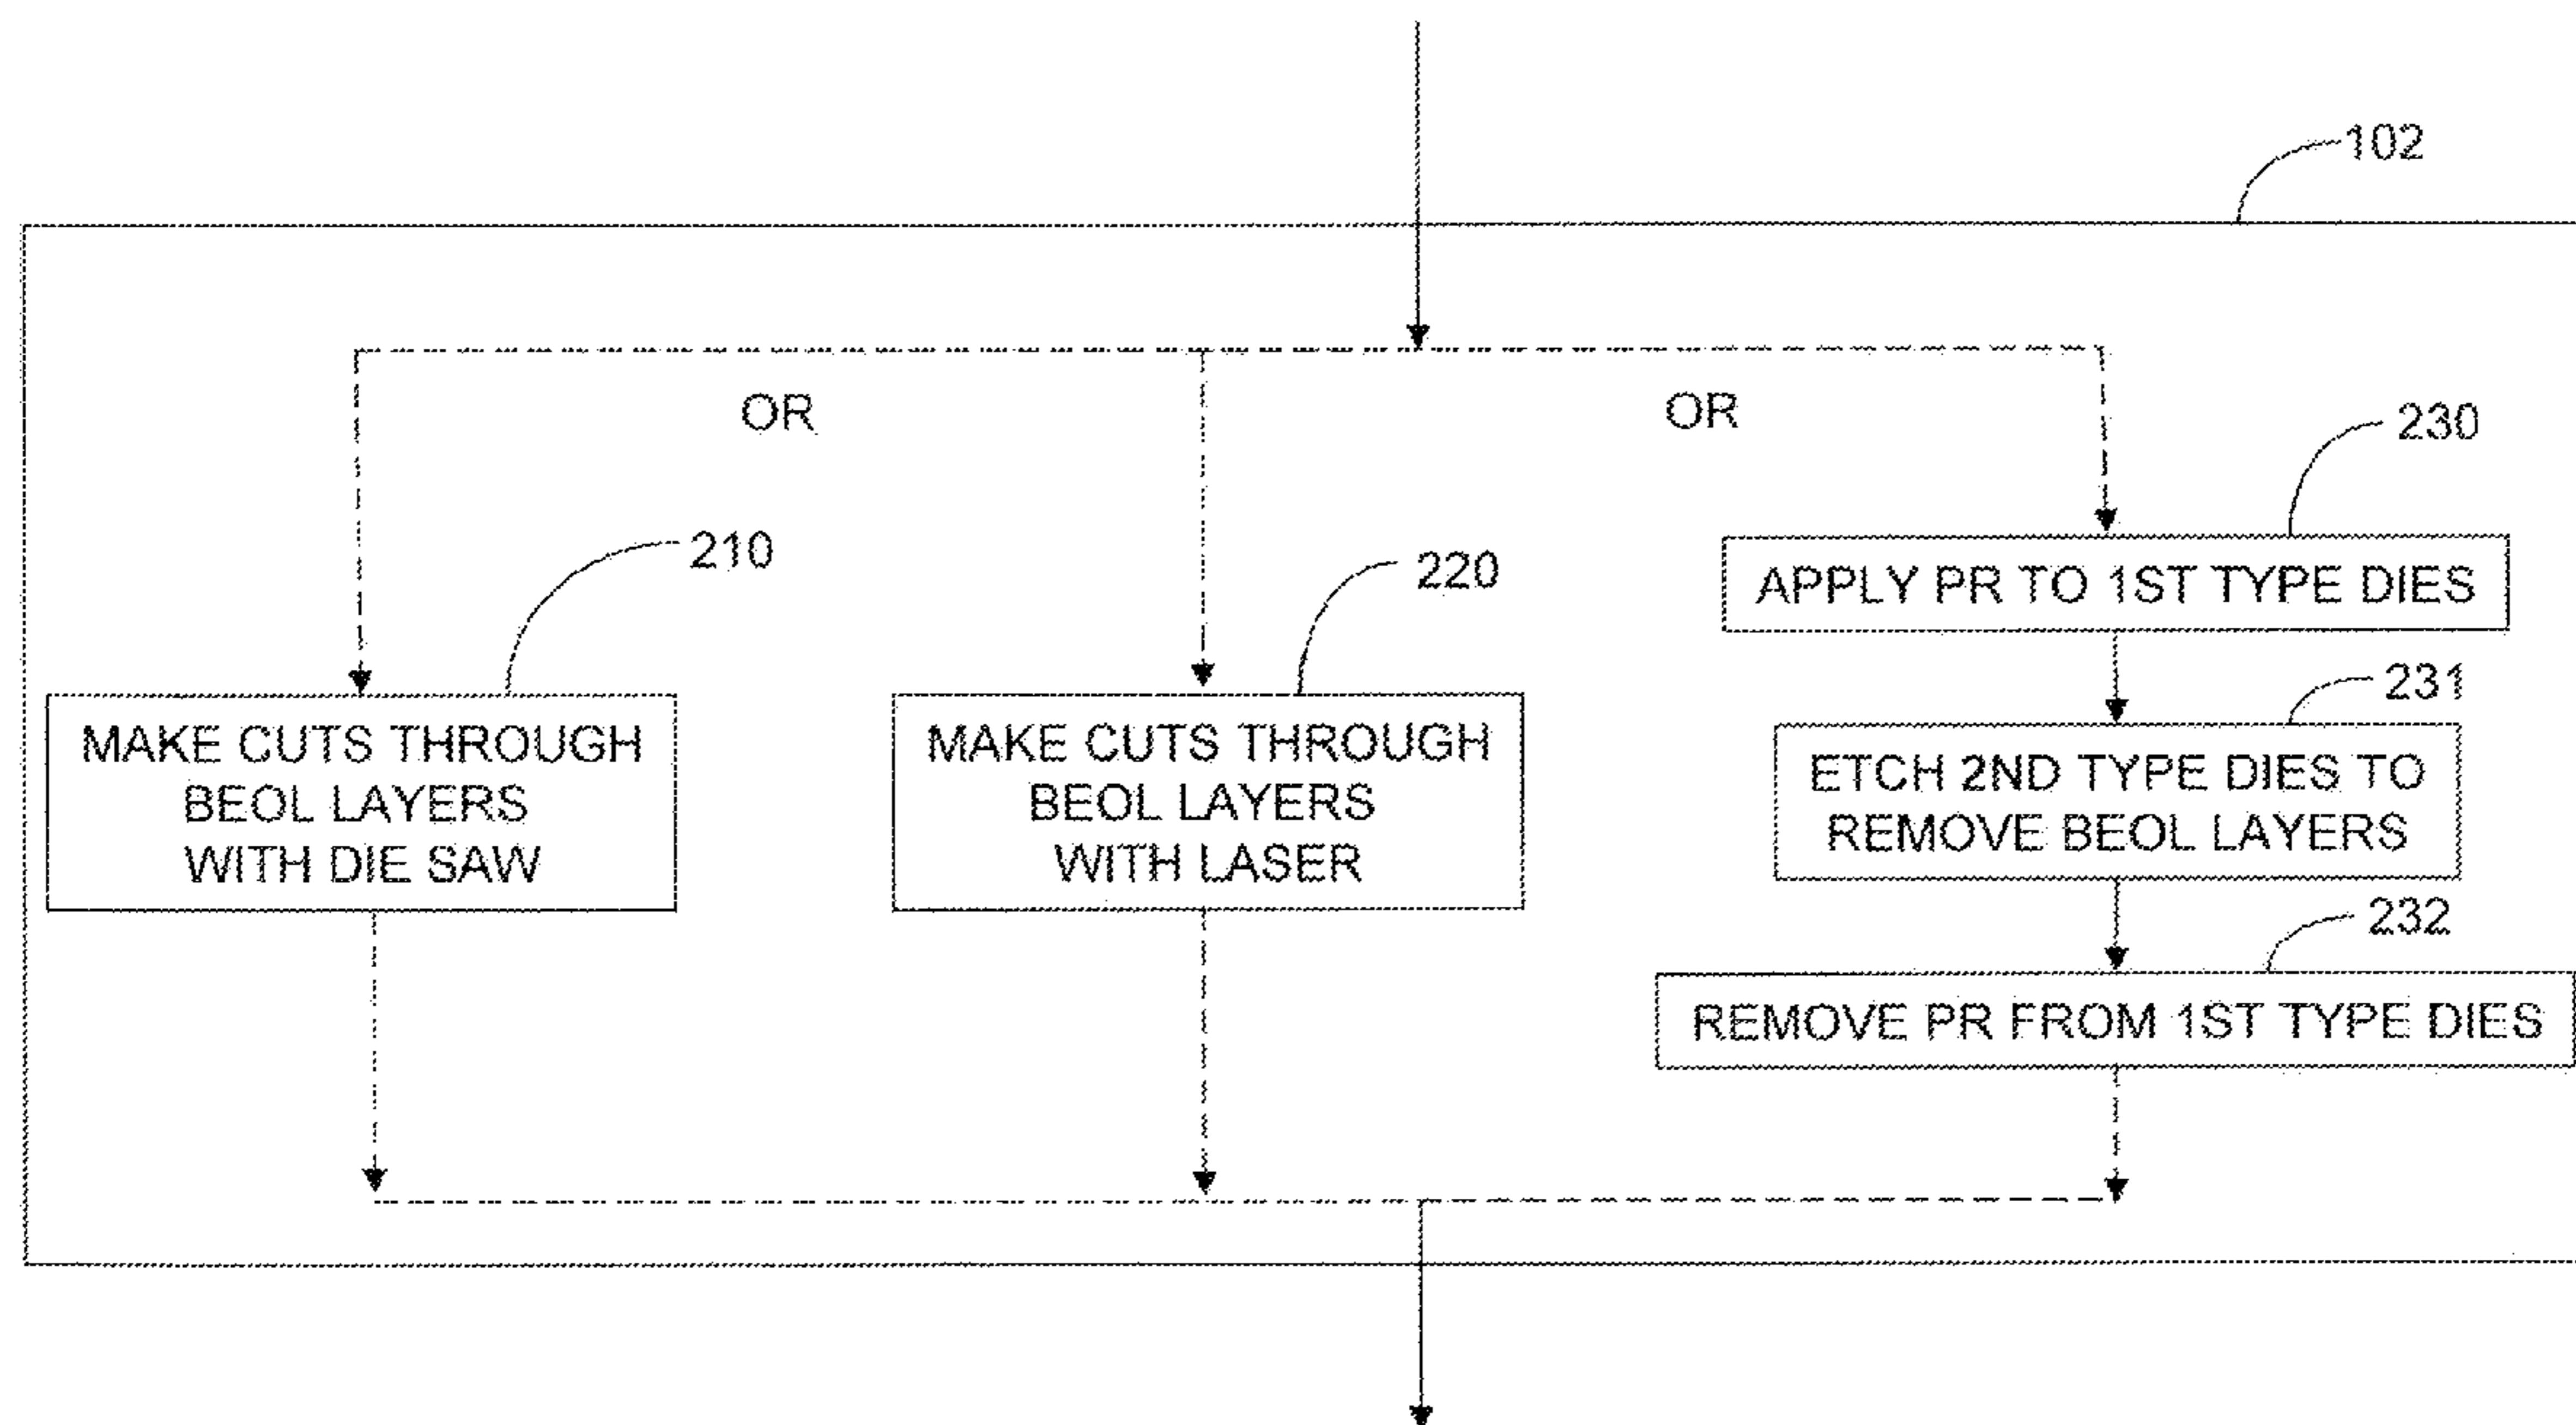 102
OR
OR
230
210
220
APPLY PR TO 1ST TYPE DIES
231
MAKE CUTS THROUGH
BEOL LAYERS
WITH DIE SAW
MAKE CUTS THROUGH
BEOL LAYERS
WITH LASER
ETCH 2ND TYPE DIES TO
REMOVE BEOL LAYERS
232
REMOVE PR FROM 1ST TYPE DIES